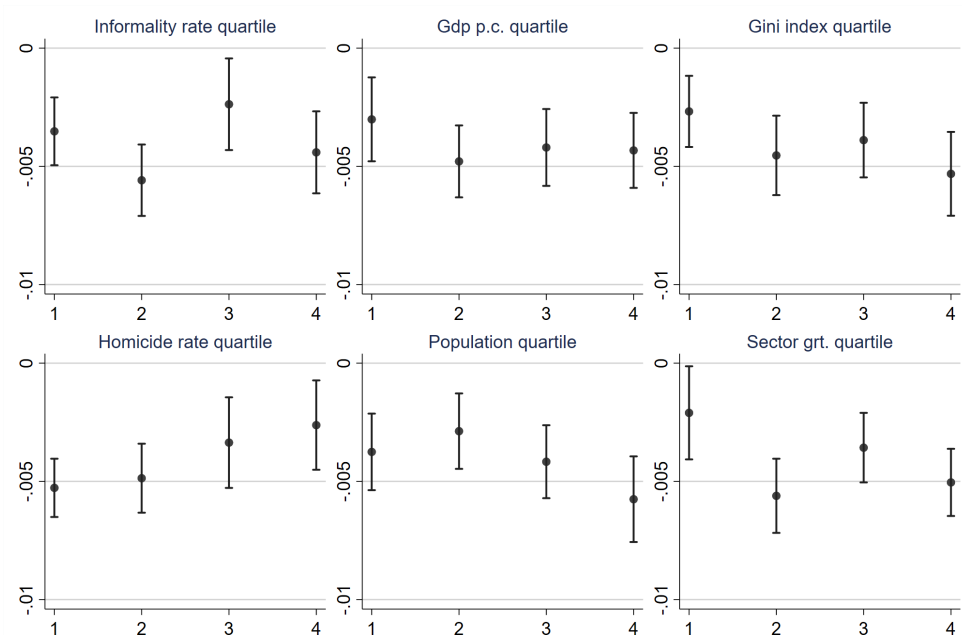 Informality rate quartile
0
-.005
-.01
1 2 3 4
Gdp p.c. quartile
0
-.005
-.01
1 2 3 4
Gini index quartile
0
-.005
-.01
1 2 3 4
Homicide rate quartile
0
-.005
-.01
1 2 3 4
Population quartile
0
-.005
-.01
1 2 3 4
Sector grt. quartile
0
-.005
-.01
1 2 3 4